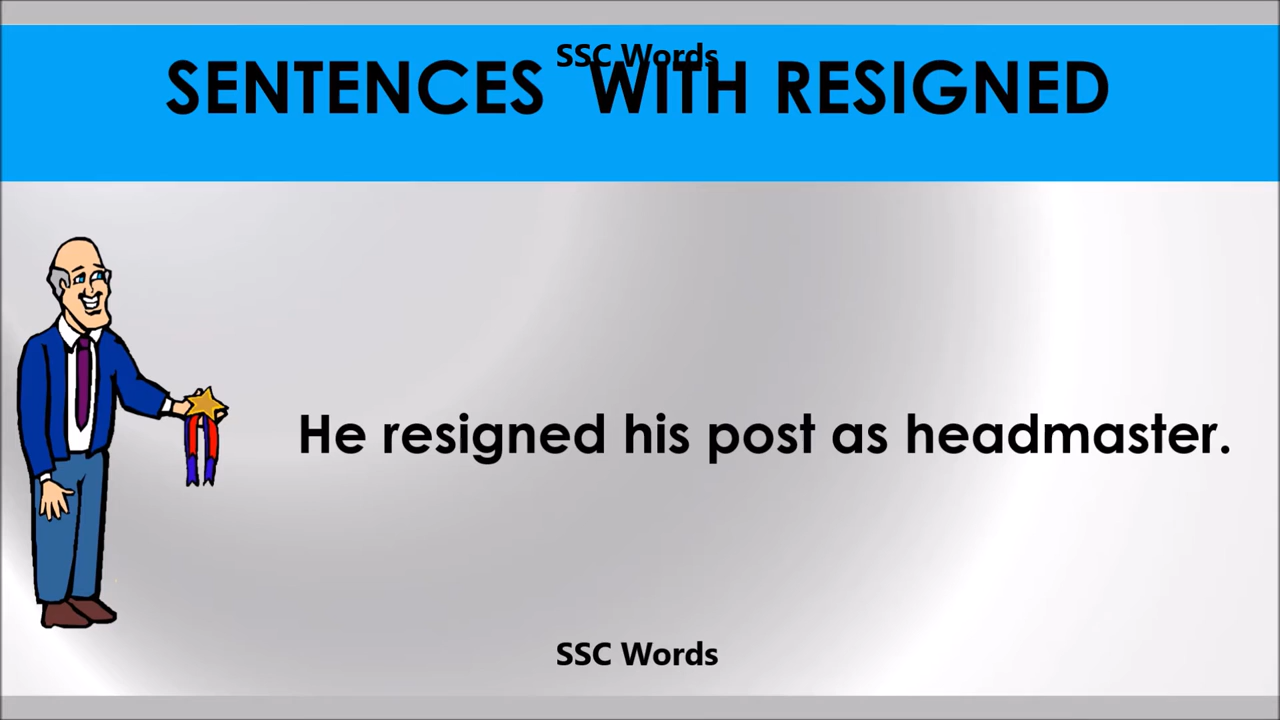 SSC Words
SENTENCES WITH RESIGNED
He resigned his post as headmaster.
SSC Words